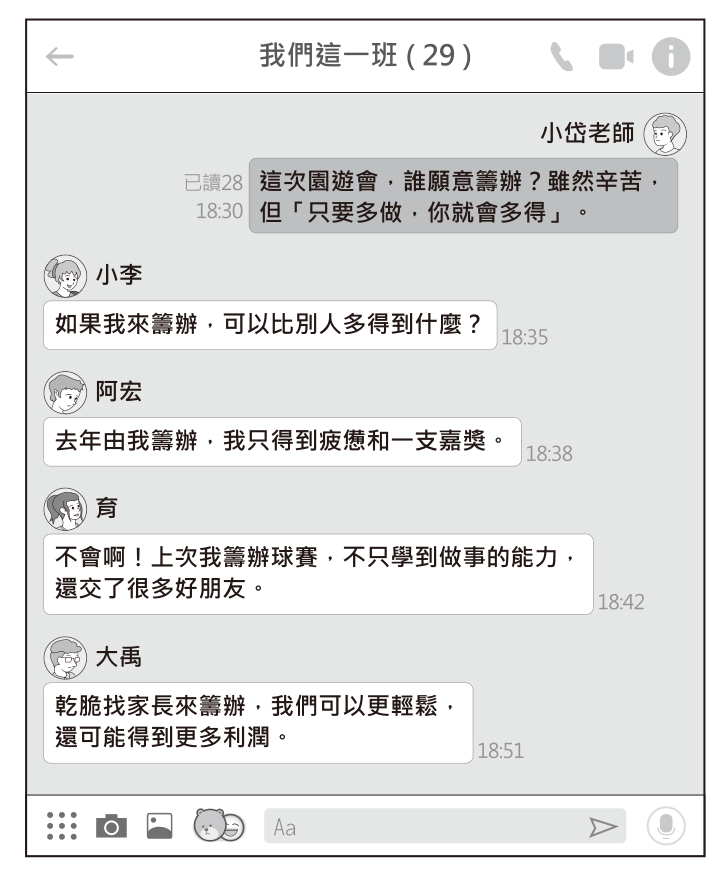 我們這一班 ( 29 )
小岱老師
已讀28
18:30
這次園遊會，誰願意籌辦？雖然辛苦，
但「只要多做，你就會多得」。
小李
如果我來籌辦，可以比別人多得到什麼？
18:35
阿宏
去年由我籌辦，我只得到疲憊和一支嘉獎。
18:38
育
不會啊！上次我籌辦球賽，不只學到做事的能力，
還交了很多好朋友。
18:42
大禹
乾脆找家長來籌辦，我們可以更輕鬆，
還可能得到更多利潤。
18:51
Aa